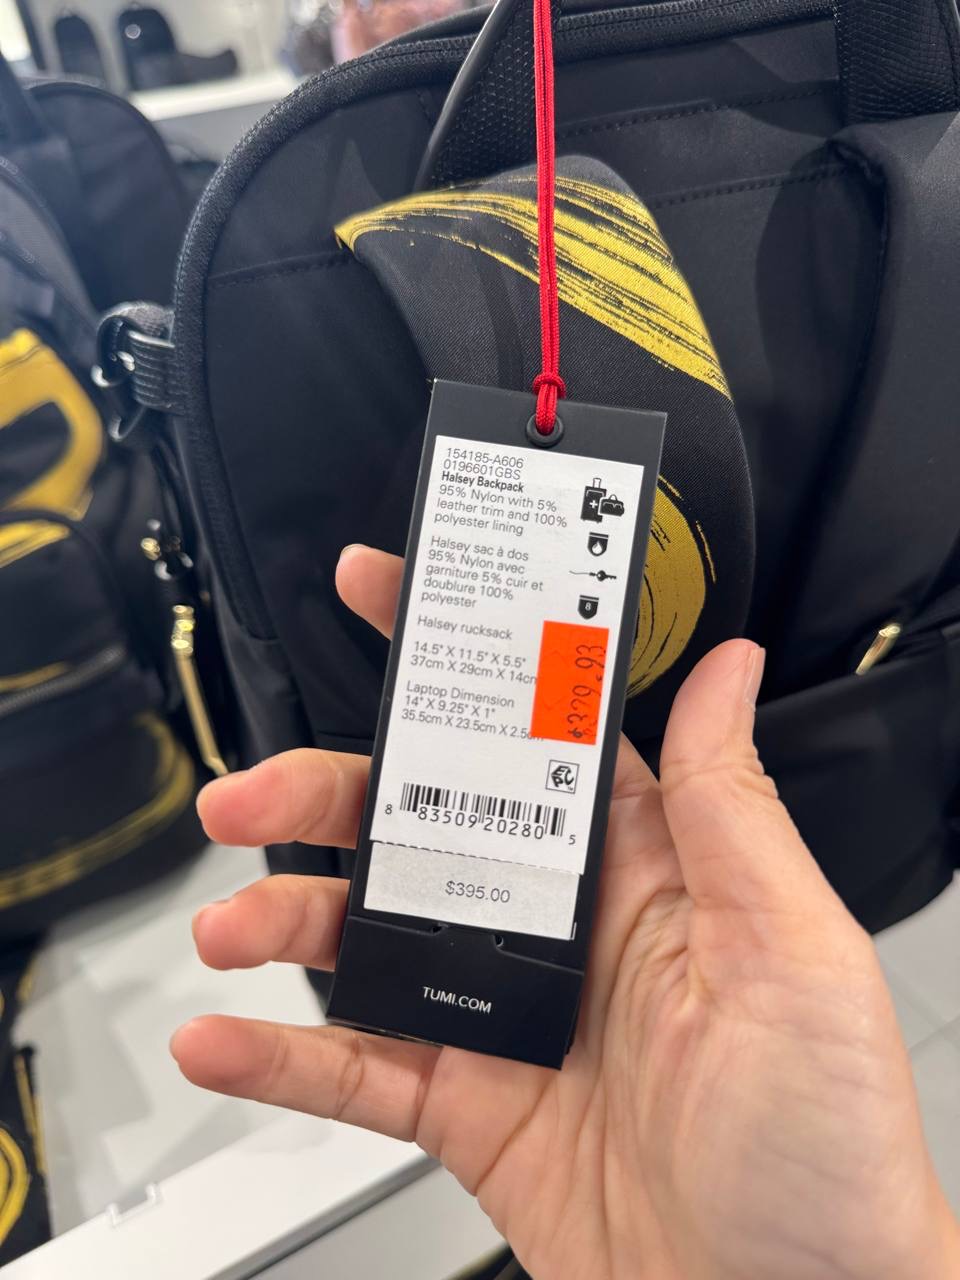 154185-A606
0196601GBS
Halsey Backpack
95% Nylon with 5%
leather trim and 100%
polyester lining
Halsey sac à dos
95% Nylon avec
garniture 5% cuir et
doublure 100%
polyester
Halsey rucksack
14.5" X 11.5" X 5.5"
37cm X 29cm X 14cm
Laptop Dimension
14" X 9.25" X 1"
35.5cm X 23.5cm X 2.5cm
8
$379.93
EPC
8 83509 20280 5
$395.00
TUMI.COM